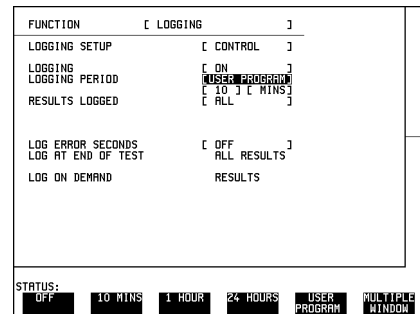 FUNCTION [ LOGGING ]
LOGGING SETUP [ CONTROL ]
LOGGING [ ON ]
LOGGING PERIOD [USER PROGRAM]
[ 10 ] [ MINS]
RESULTS LOGGED [ ALL ]
LOG ERROR SECONDS [ OFF ]
LOG AT END OF TEST ALL RESULTS
LOG ON DEMAND RESULTS
STATUS:
OFF 10 MINS 1 HOUR 24 HOURS USER PROGRAM MULTIPLE WINDOW